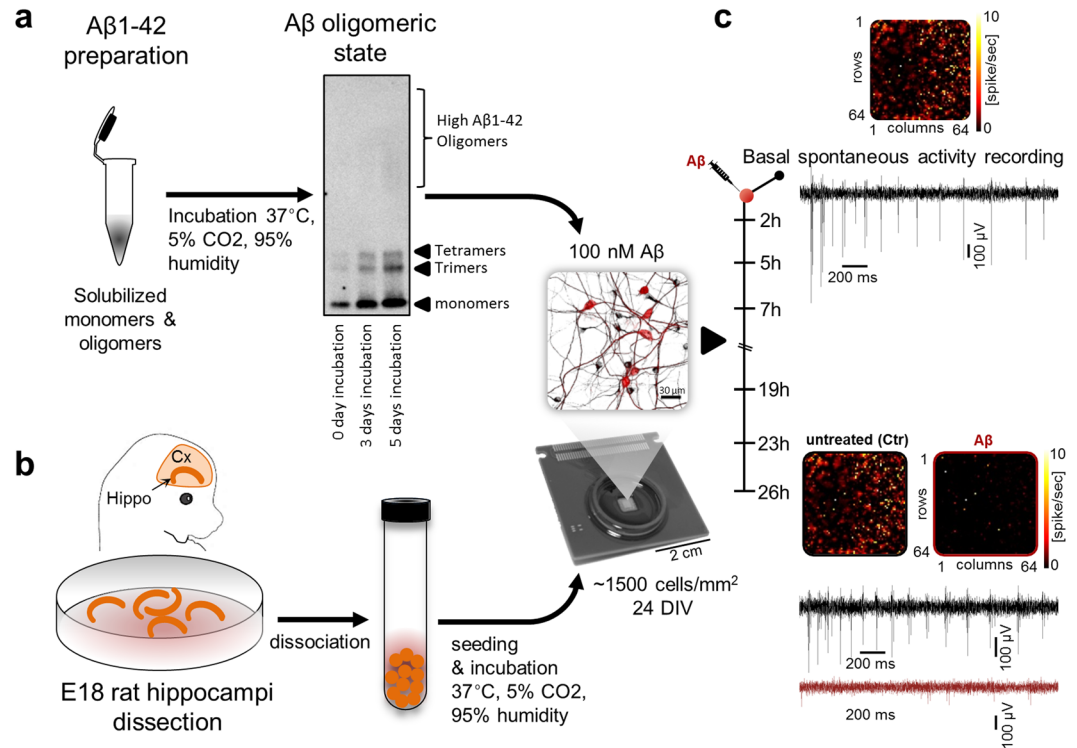 a
Aβ1-42
preparation
Solubilized
monomers &
oligomers
Incubation 37°C,
5% CO2, 95%
humidity
Aβ oligomeric
state
High Aβ1-42
Oligomers
Tetramers
Trimers
monomers
0 day incubation
3 days incubation
5 days incubation
100 nM Aβ
30 µm
b
Cx
Hippo
E18 rat hippocampi
dissection
dissociation
seeding
& incubation
37°C, 5% CO2,
95% humidity
2 cm
~1500 cells/mm²
24 DIV
c
1
rows
64
1 columns 64
10
[spike/sec]
0
Aβ
Basal spontaneous activity recording
100 µV
200 ms
2h
5h
7h
19h
23h
26h
untreated (Ctr)
Aβ
1
rows
64
1 columns 64
10
[spike/sec]
0
200 ms
100 µV
200 ms
100 µV